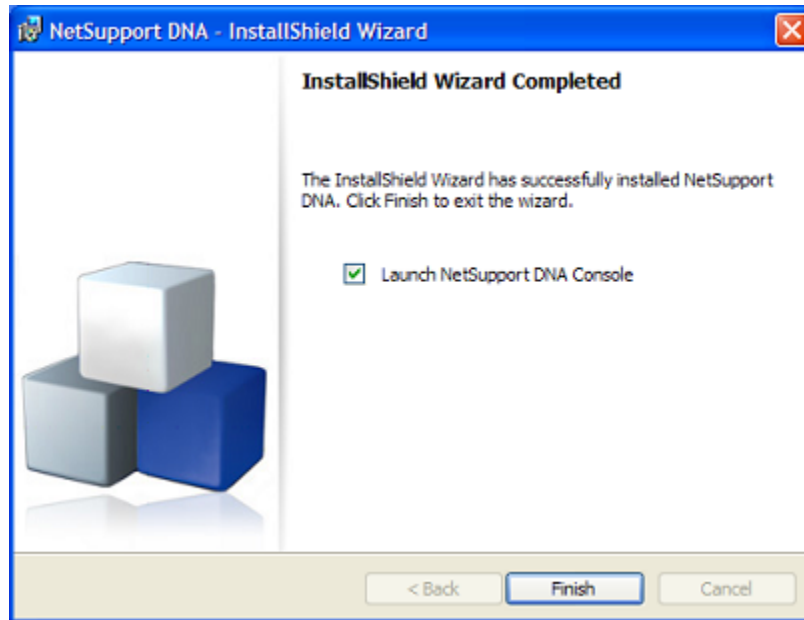 NetSupport DNA - InstallShield Wizard
InstallShield Wizard Completed
The InstallShield Wizard has successfully installed NetSupport
DNA. Click Finish to exit the wizard.
Launch NetSupport DNA Console
< Back
Finish
Cancel